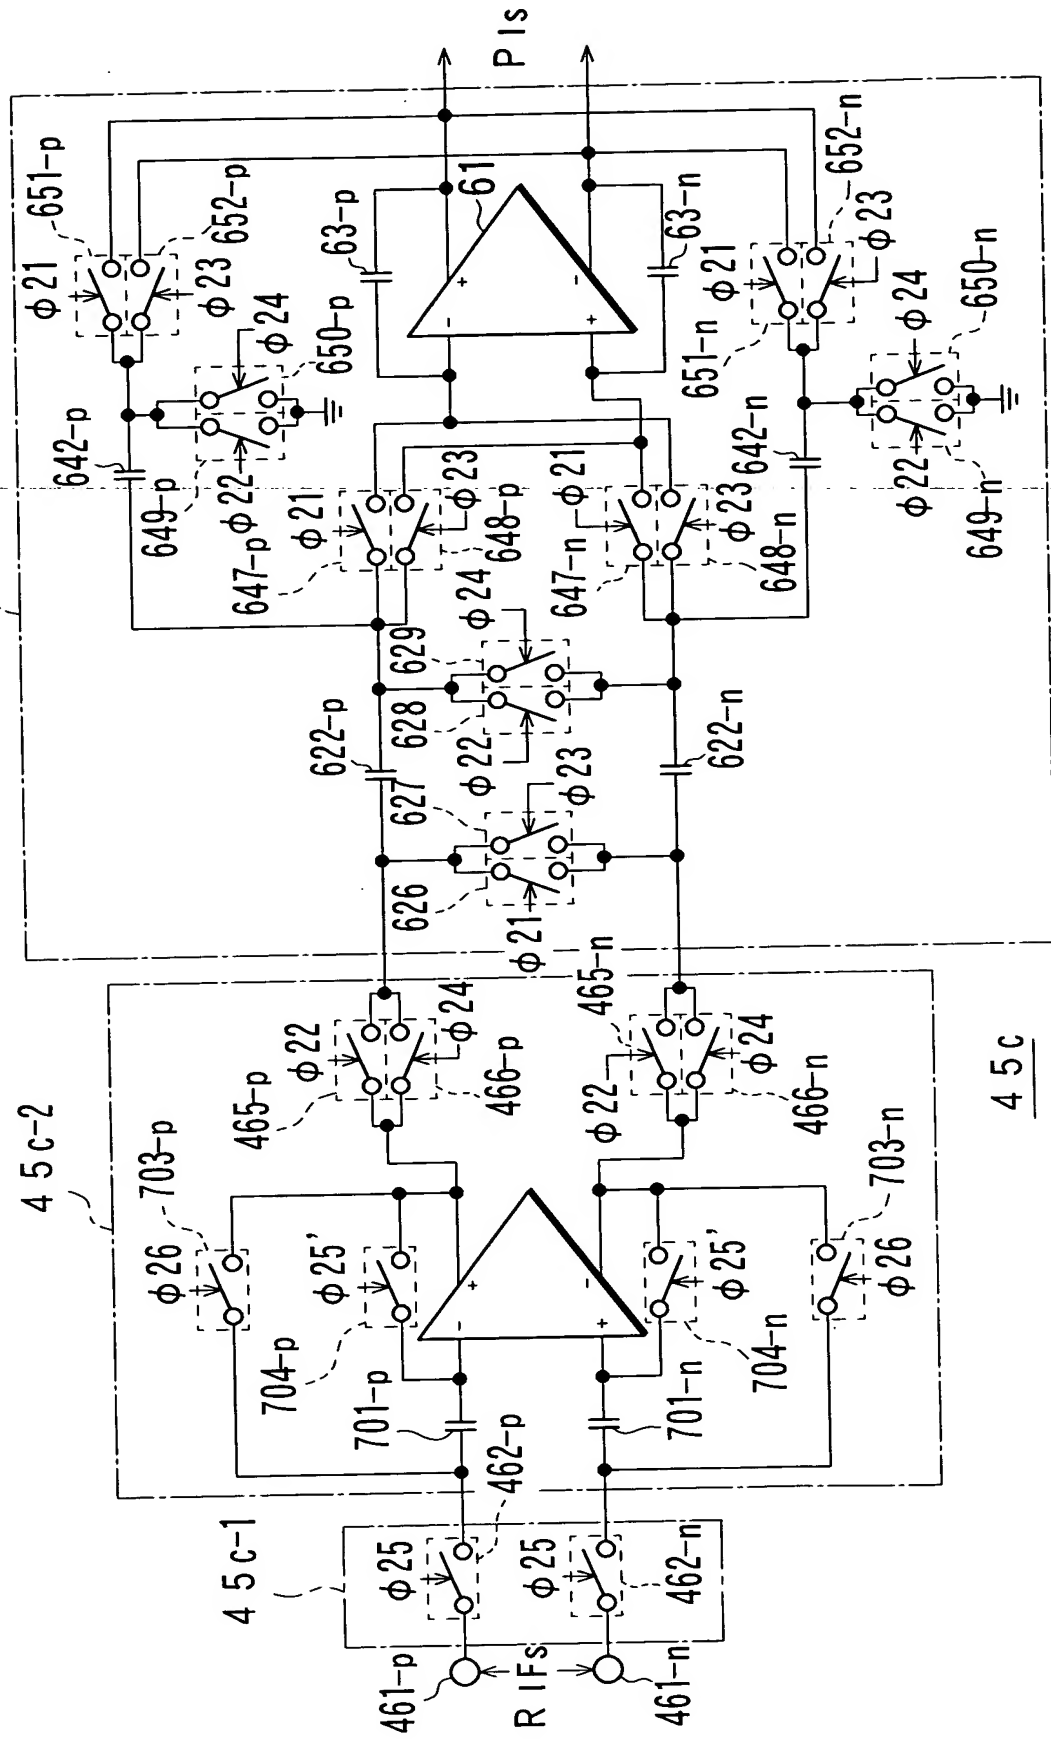 45c-1
45c-2
461-p
RIFs
461-n
φ25
462-p
φ25
462-n
φ26
703-p
φ25'
704-p
701-p
701-n
704-n
φ25'
φ26
703-n
465-p
φ22
φ24
466-p
465-n
φ22
φ24
466-n
626
627
φ21
φ23
622-p
622-n
628
629
φ22
φ24
642-p
649-p
φ22
650-p
φ24
651-p
φ21
652-p
φ23
647-p
φ21
648-p
φ23
647-n
φ21
648-n
φ23
63-p
61
63-n
651-n
φ21
652-n
φ23
642-n
649-n
φ22
650-n
φ24
PIs
+
-
-
+
+
-
-
+
45c